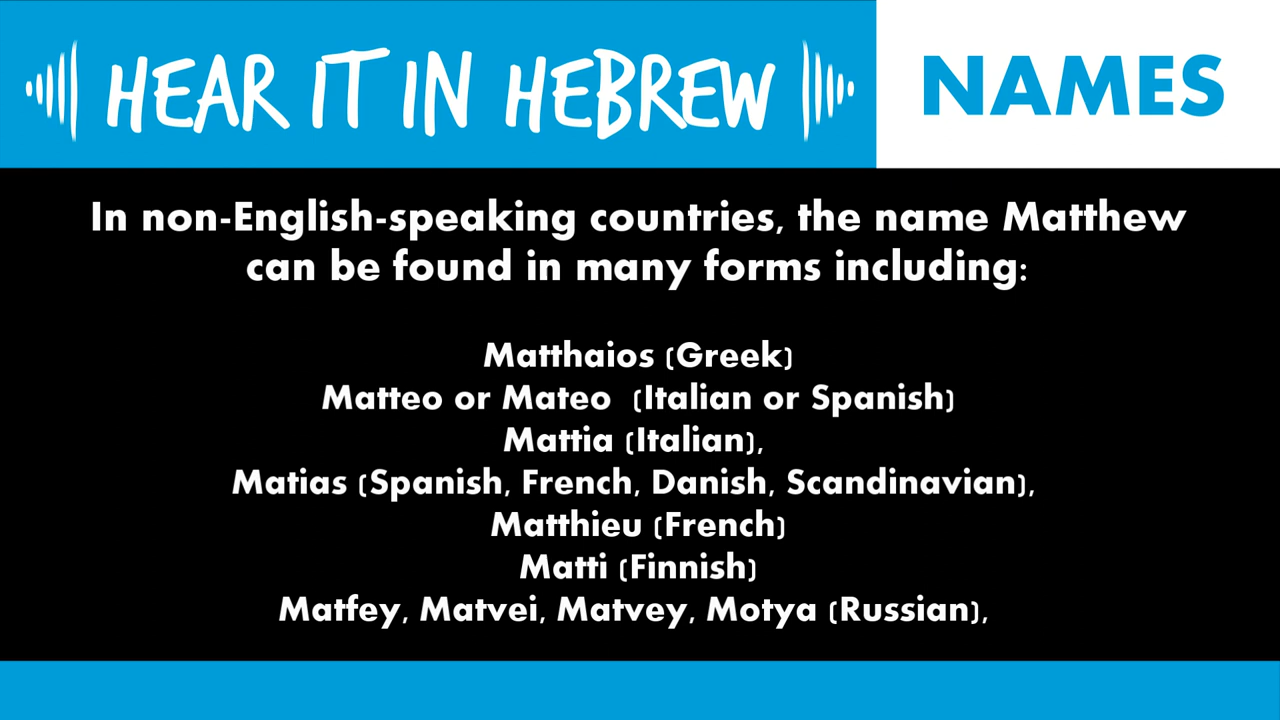 HEAR IT IN HEBREW
NAMES
In non-English-speaking countries, the name Matthew
can be found in many forms including:
Matthaios (Greek)
Matteo or Mateo  (Italian or Spanish)
Mattia (Italian),
Matias (Spanish, French, Danish, Scandinavian),
Matthieu (French)
Matti (Finnish)
Matfey, Matvei, Matvey, Motya (Russian),